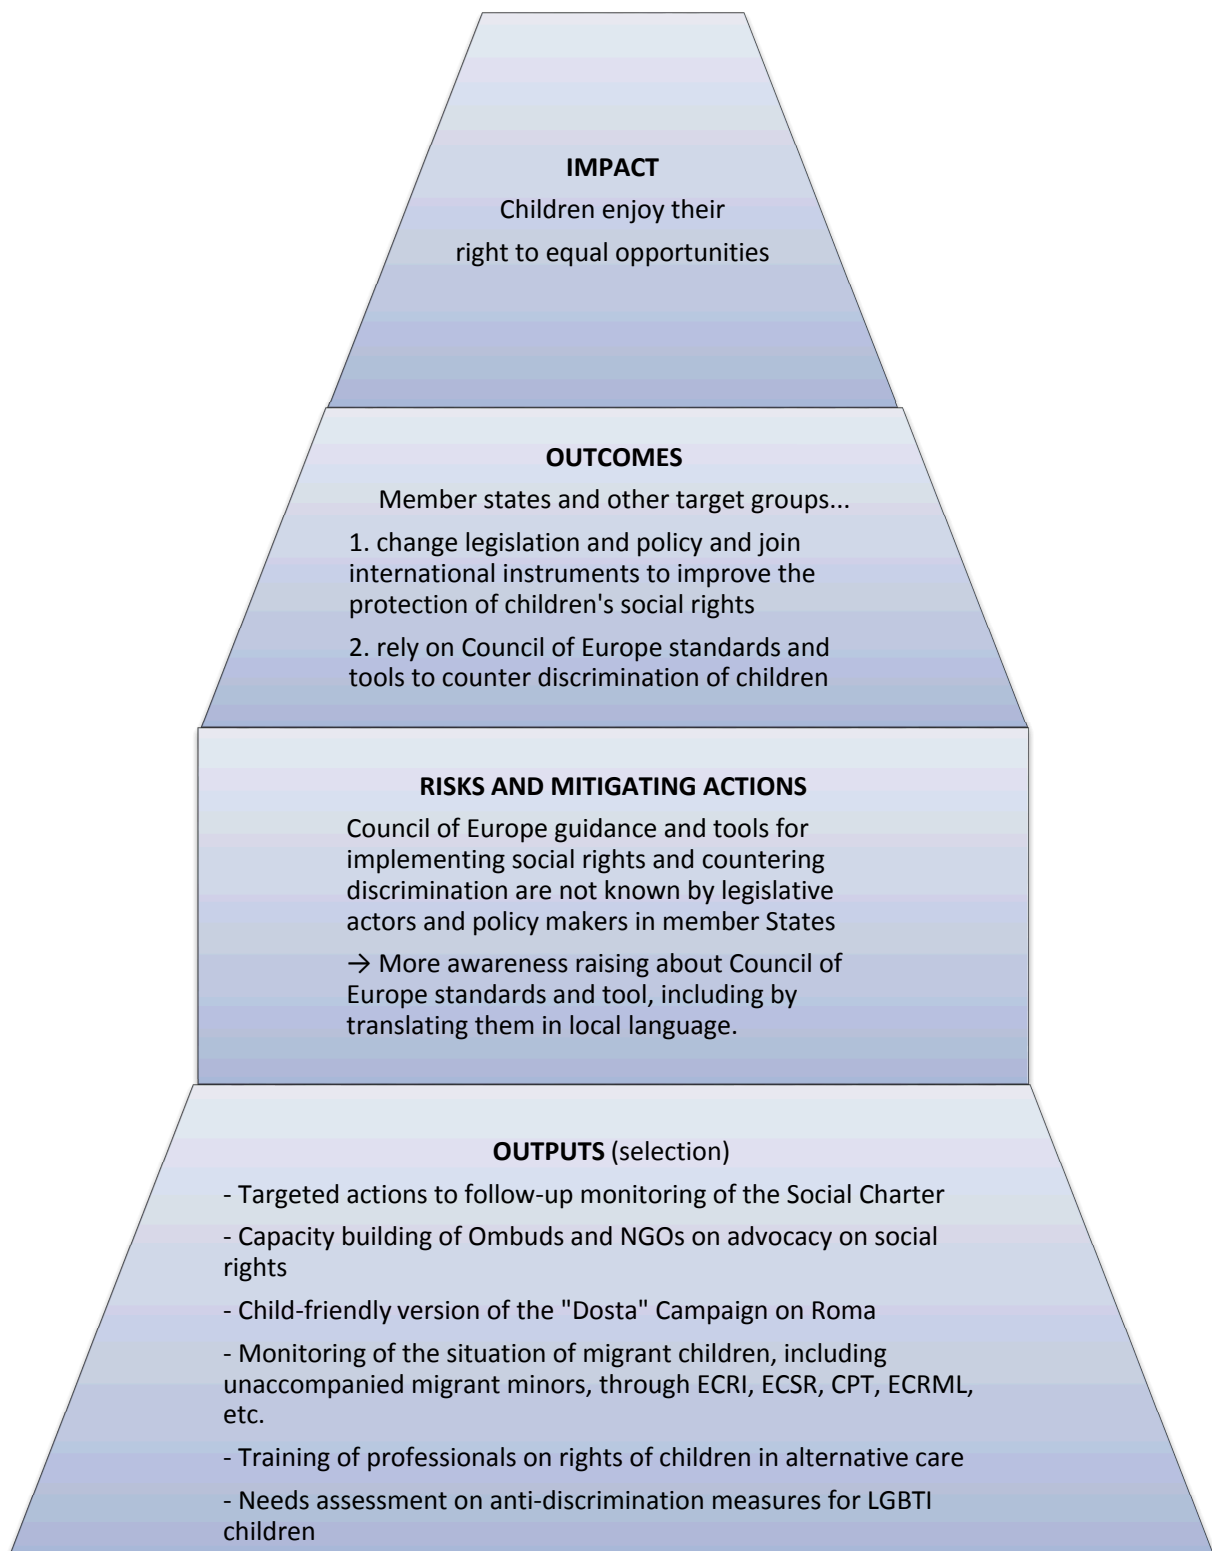 IMPACT
Children enjoy their
right to equal opportunities
OUTCOMES
Member states and other target groups...
1. change legislation and policy and join
international instruments to improve the
protection of children's social rights
2. rely on Council of Europe standards and
tools to counter discrimination of children
RISKS AND MITIGATING ACTIONS
Council of Europe guidance and tools for
implementing social rights and countering
discrimination are not known by legislative
actors and policy makers in member States
→ More awareness raising about Council of
Europe standards and tool, including by
translating them in local language.
OUTPUTS (selection)
- Targeted actions to follow-up monitoring of the Social Charter
- Capacity building of Ombuds and NGOs on advocacy on social
rights
- Child-friendly version of the "Dosta" Campaign on Roma
- Monitoring of the situation of migrant children, including
unaccompanied migrant minors, through ECRI, ECSR, CPT, ECRML,
etc.
- Training of professionals on rights of children in alternative care
- Needs assessment on anti-discrimination measures for LGBTI
children